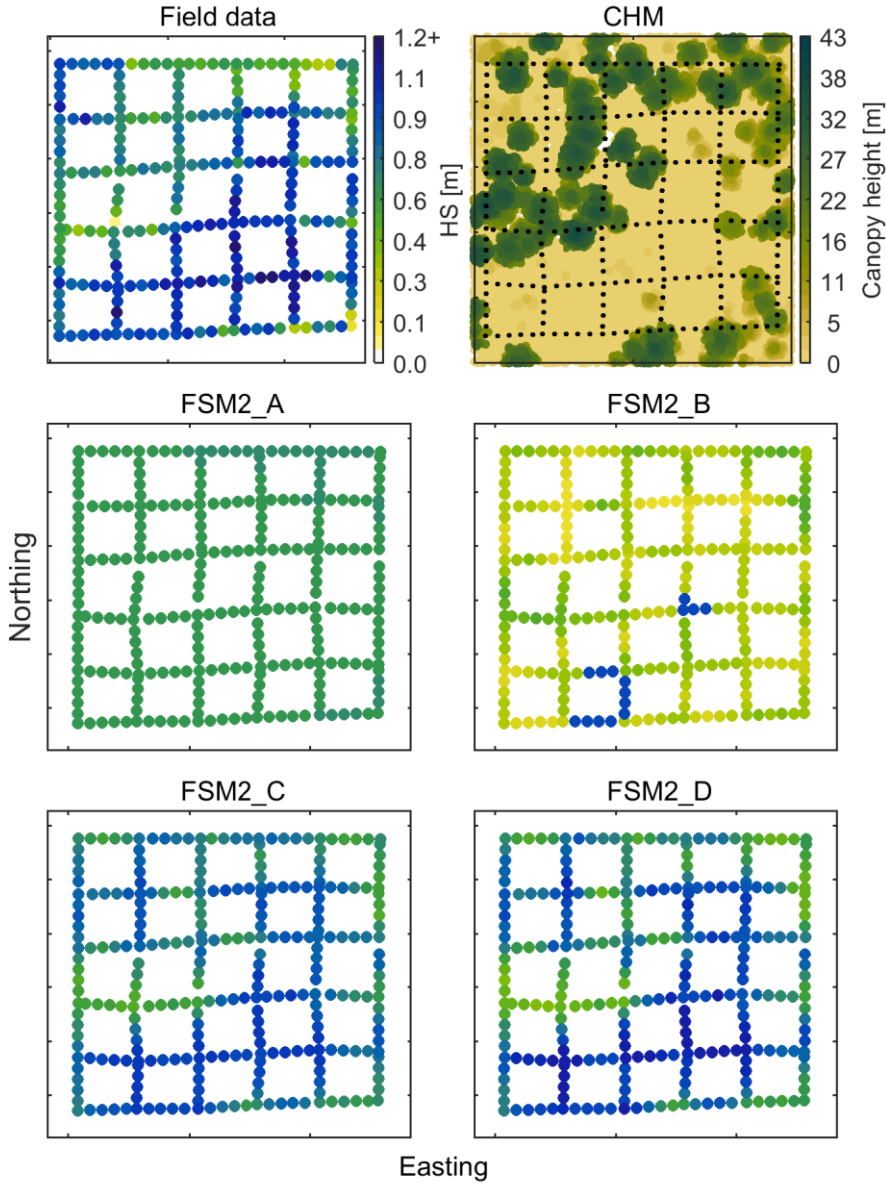 Field data
CHM
1.2+
1.1
0.9
0.8
0.6
0.4
0.3
0.1
0.0
HS [m]
43
38
32
27
22
16
11
5
0
Canopy height [m]
FSM2_A
FSM2_B
Northing
FSM2_C
FSM2_D
Easting